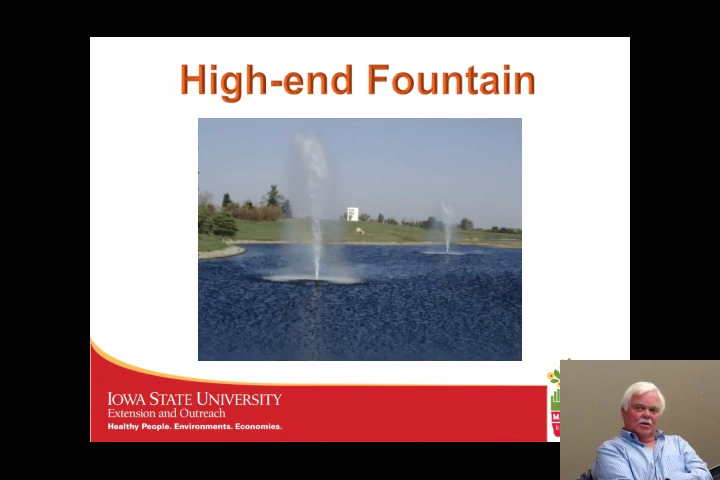 High-end Fountain
IOWA STATE UNIVERSITY
Extension and Outreach
Healthy People. Environments. Economies.